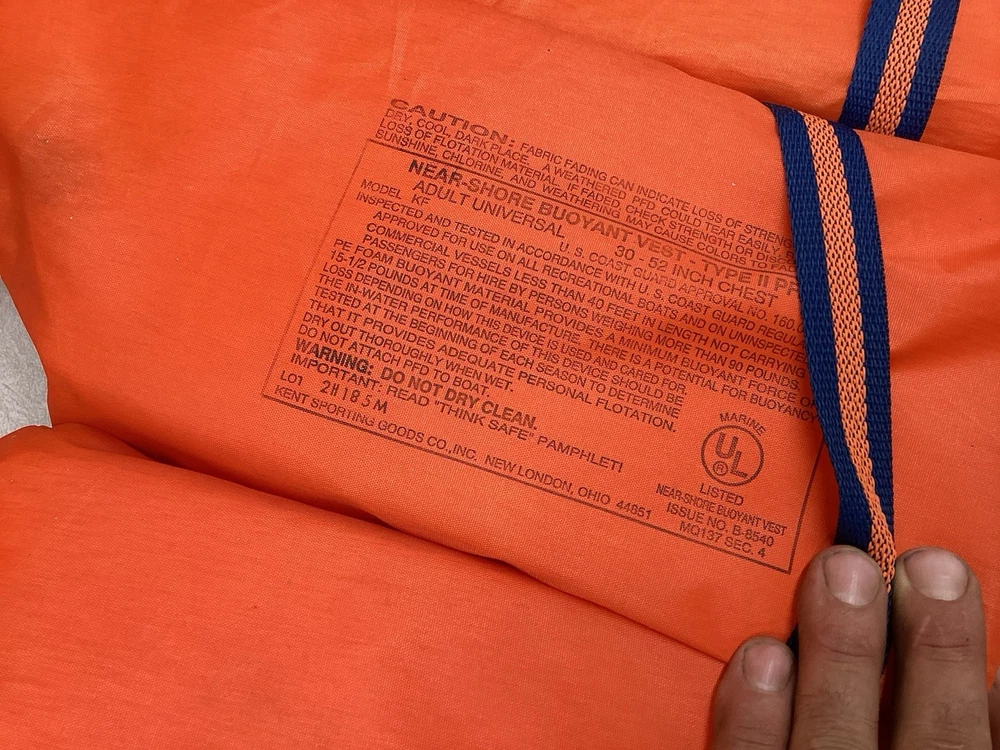 CAUTION: FABRIC FADING CAN INDICATE LOSS OF STRENG
DRY, COOL, DARK PLACE. A WEATHERED PFD COULD TEAR EASILY,
LOSS OF FLOTATION MATERIAL. IF FADED, CHECK STRENGTH OR DISP
SUNSHINE, CHLORINE, AND WEATHERING MAY CAUSE COLORS TO FA
NEAR-SHORE BUOYANT VEST - TYPE II PF
ADULT UNIVERSAL 30 - 52 INCH CHEST
MODEL KF U. S. COAST GUARD APPROVAL NO. 160.0
INSPECTED AND TESTED IN ACCORDANCE WITH U. S. COAST GUARD REGUL
APPROVED FOR USE ON ALL RECREATIONAL BOATS AND ON UNINSPECTE
COMMERCIAL VESSELS LESS THAN 40 FEET IN LENGTH NOT CARRYING
PASSENGERS FOR HIRE BY PERSONS WEIGHING MORE THAN 90 POUNDS
PE FOAM BUOYANT MATERIAL PROVIDES A MINIMUM BUOYANT FORCE OF
15-1/2 POUNDS AT TIME OF MANUFACTURE. THERE IS A POTENTIAL FOR BUOYANCY
LOSS DEPENDING ON HOW THIS DEVICE IS USED AND CARED FOR.
THE IN-WATER PERFORMANCE OF THIS DEVICE SHOULD BE
TESTED AT THE BEGINNING OF EACH SEASON TO DETERMINE
THAT IT PROVIDES ADEQUATE PERSONAL FLOTATION.
DRY OUT THOROUGHLY WHEN WET.
DO NOT ATTACH PFD TO BOAT.
WARNING: DO NOT DRY CLEAN.
IMPORTANT: READ "THINK SAFE" PAMPHLET!
LOT 2H185M
KENT SPORTING GOODS CO., INC. NEW LONDON, OHIO 44851
MARINE
UL
®
LISTED
NEAR-SHORE BUOYANT VEST
ISSUE NO. B-8540
MQ137 SEC. 4